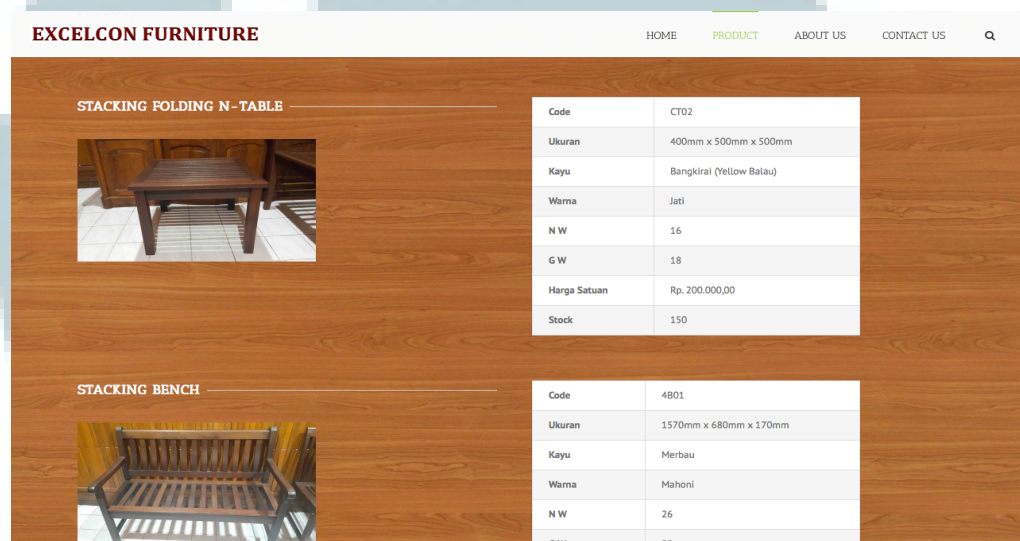 EXCELCON FURNITURE
HOME PRODUCT ABOUT US CONTACT US
STACKING FOLDING N-TABLE
Code CT02
Ukuran 400mm x 500mm x 500mm
Kayu Bangkirai (Yellow Balau)
Warna Jati
N W 16
G W 18
Harga Satuan Rp. 200.000,00
Stock 150
STACKING BENCH
Code 4B01
Ukuran 1570mm x 680mm x 170mm
Kayu Merbau
Warna Mahoni
N W 26